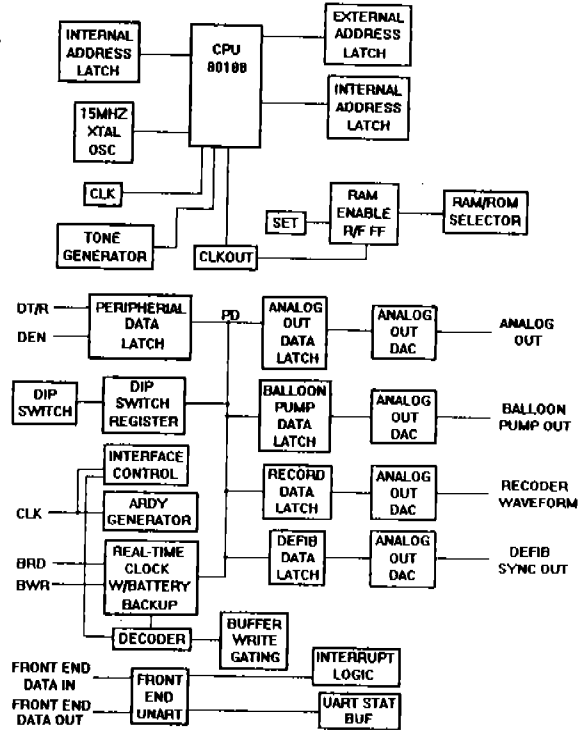 INTERNAL
ADDRESS
LATCH
CPU
80188
EXTERNAL
ADDRESS
LATCH
15MHZ
XTAL
OSC
INTERNAL
ADDRESS
LATCH
CLK
TONE
GENERATOR
CLKOUT
SET
RAM
ENABLE
R/F FF
RAM/ROM
SELECTOR
DT/R
DEN
PERIPHERIAL
DATA
LATCH
PD
ANALOG
OUT
DATA
LATCH
ANALOG
OUT
DAC
ANALOG
OUT
DIP SWITCH
DIP
SWITCH
REGISTER
BALLOON
PUMP DATA
LATCH
ANALOG
OUT
DAC
BALLOON
PUMP OUT
INTERFACE
CONTROL
CLK
ARDY
GENERATOR
RECORD
DATA
LATCH
ANALOG
OUT
DAC
RECODER
WAVEFORM
BRD
BWR
REAL-TIME
CLOCK
W/BATTERY
BACKUP
DEFIB
DATA
LATCH
ANALOG
OUT
DAC
DEFIB
SYNC OUT
DECODER
BUFFER
WRITE
GATING
FRONT END
DATA IN
FRONT END
DATA OUT
FRONT
END
UNART
INTERRUPT
LOGIC
UART STAT
BUF